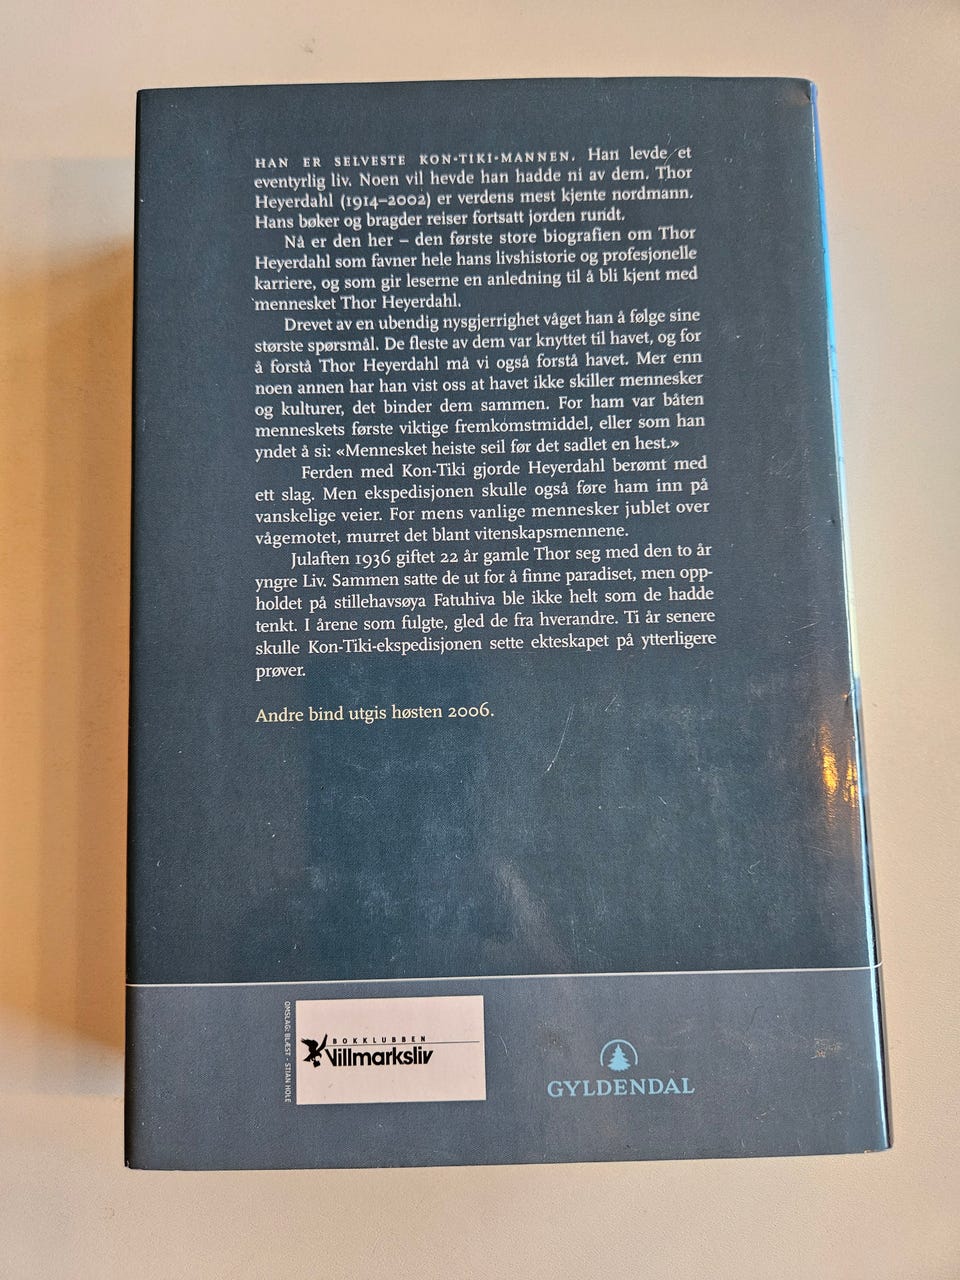 HAN ER SELVESTE KON-TIKI-MANNEN. Han levde et
eventyrlig liv. Noen vil hevde han hadde ni av dem. Thor
Heyerdahl (1914–2002) er verdens mest kjente nordmann.
Hans bøker og bragder reiser fortsatt jorden rundt.
Nå er den her – den første store biografien om Thor
Heyerdahl som favner hele hans livshistorie og profesjonelle
karriere, og som gir leserne en anledning til å bli kjent med
mennesket Thor Heyerdahl.
Drevet av en ubendig nysgjerrighet våget han å følge sine
største spørsmål. De fleste av dem var knyttet til havet, og for
å forstå Thor Heyerdahl må vi også forstå havet. Mer enn
noen annen har han vist oss at havet ikke skiller mennesker
og kulturer, det binder dem sammen. For ham var båten
menneskets første viktige fremkomstmiddel, eller som han
yndet å si: «Mennesket heiste seil før det sadlet en hest.»
Ferden med Kon-Tiki gjorde Heyerdahl berømt med
ett slag. Men ekspedisjonen skulle også føre ham inn på
vanskelige veier. For mens vanlige mennesker jublet over
vågemotet, murret det blant vitenskapsmennene.
Julaften 1936 giftet 22 år gamle Thor seg med den to år
yngre Liv. Sammen satte de ut for å finne paradiset, men opp-
holdet på stillehavsøya Fatuhiva ble ikke helt som de hadde
tenkt. I årene som fulgte, gled de fra hverandre. Ti år senere
skulle Kon-Tiki-ekspedisjonen sette ekteskapet på ytterligere
prøver.
Andre bind utgis høsten 2006.
OMSLAG: BLÆST - STIAN HOLE
BOKKLUBBEN
Villmarksliv
GYLDENDAL